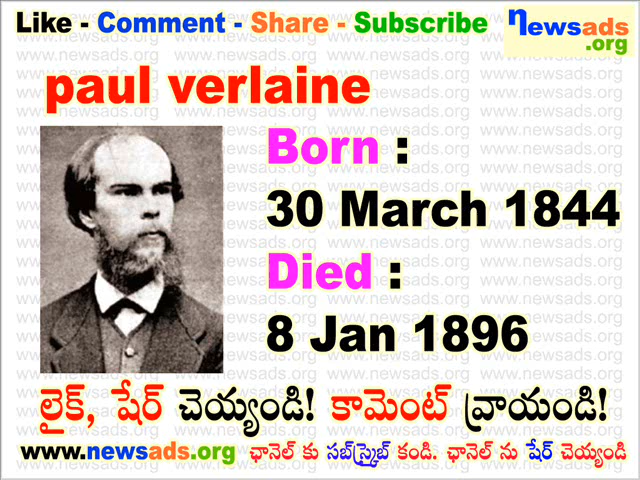 Like - Comment - Share - Subscribe
newsads
.org
paul verlaine
Born :
30 March 1844
Died :
8 Jan 1896
లైక్, షేర్ చెయ్యండి! కామెంట్ వ్రాయండి!
www.newsads.org ఛానెల్ కు సబ్‌స్క్రైబ్ కండి. ఛానెల్ ను షేర్ చెయ్యండి